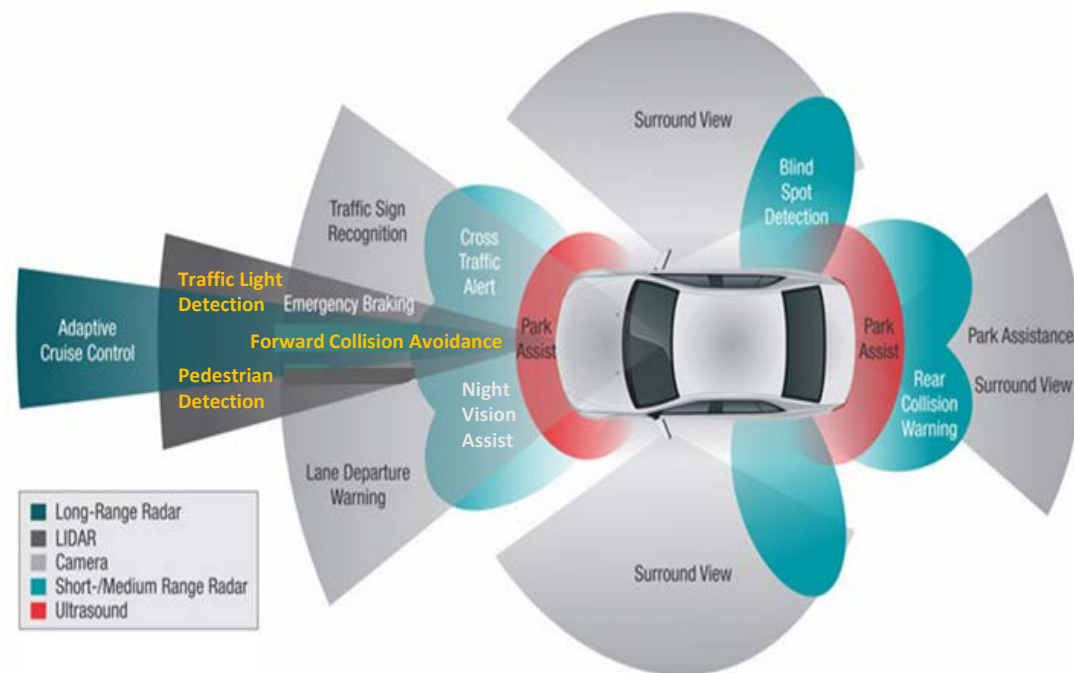 Surround View
Blind
Spot
Detection
Traffic Sign
Recognition
Cross
Traffic
Alert
Traffic Light
Detection
Emergency Braking
Adaptive
Cruise Control
Forward Collision Avoidance
Park
Assist
Park
Assist
Park Assistance
Surround View
Pedestrian
Detection
Night
Vision
Assist
Rear
Collision
Warning
Lane Departure
Warning
Surround View
Long-Range Radar
LIDAR
Camera
Short-/Medium Range Radar
Ultrasound